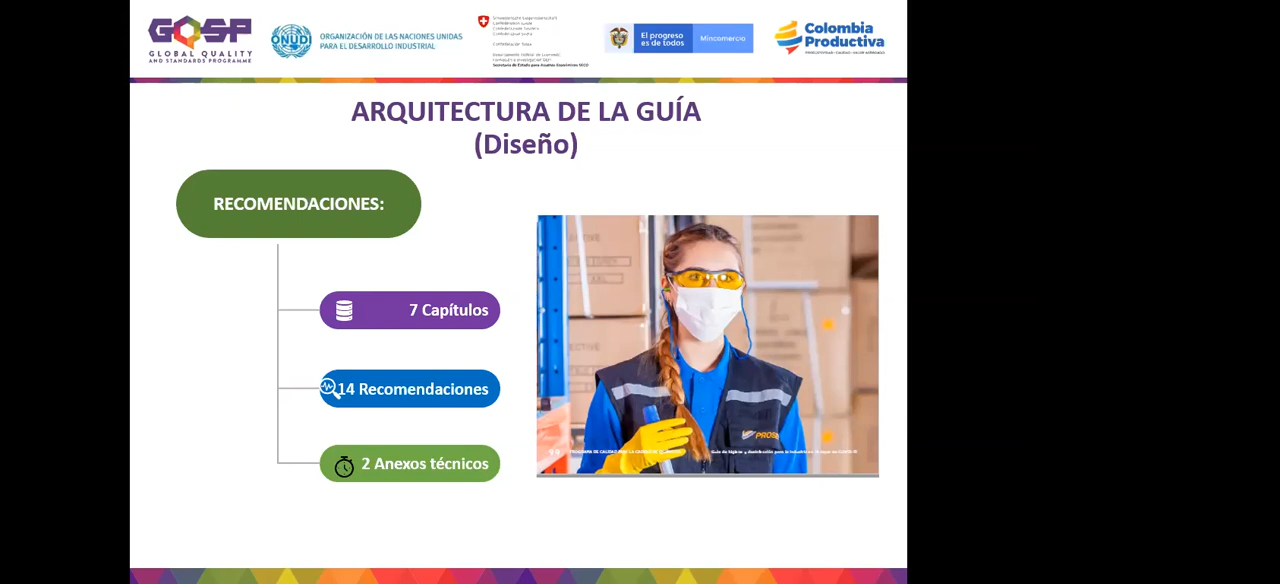 GQSP
GLOBAL QUALITY
AND STANDARDS PROGRAMME
ONUDI
ORGANIZACIÓN DE LAS NACIONES UNIDAS
PARA EL DESARROLLO INDUSTRIAL
El progreso
es de todos
Mincomercio
Colombia
Productiva
ARQUITECTURA DE LA GUÍA
(Diseño)
RECOMENDACIONES:
7 Capítulos
14 Recomendaciones
2 Anexos técnicos